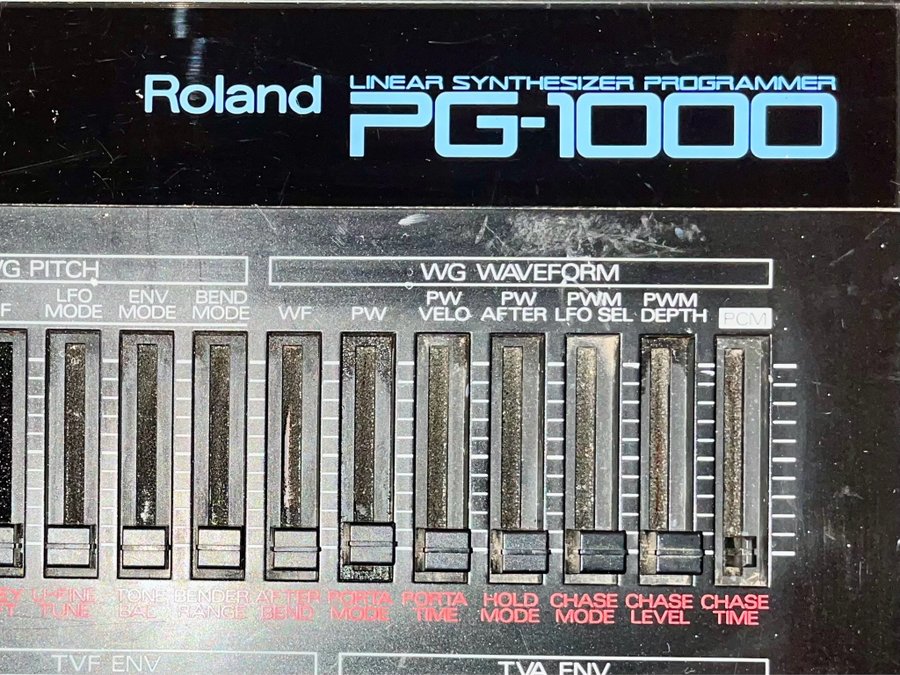 Roland
LINEAR SYNTHESIZER PROGRAMMER
PG-1000
PITCH
WG WAVEFORM
LFO MODE
ENV MODE
BEND MODE
WF
PW
PW VELO
PW AFTER
PWM LFO SEL
PWM DEPTH
PCM
TUNE
TONE BAL
BENDER RANGE
AFTER BEND
PORTA MODE
PORTA TIME
HOLD MODE
CHASE MODE
CHASE LEVEL
CHASE TIME
TVF ENV
TVA ENV